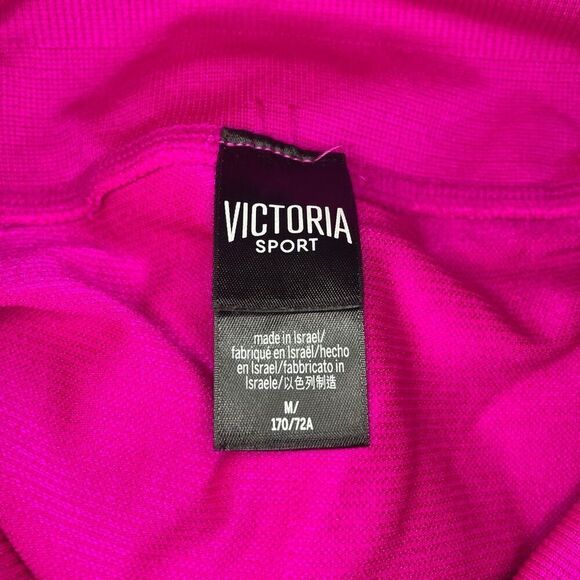 VICTORIA
SPORT
made in Israel/
fabriqué en Israël/hecho
en Israel/fabbricato in
Israele/以色列制造
M/
170/72A